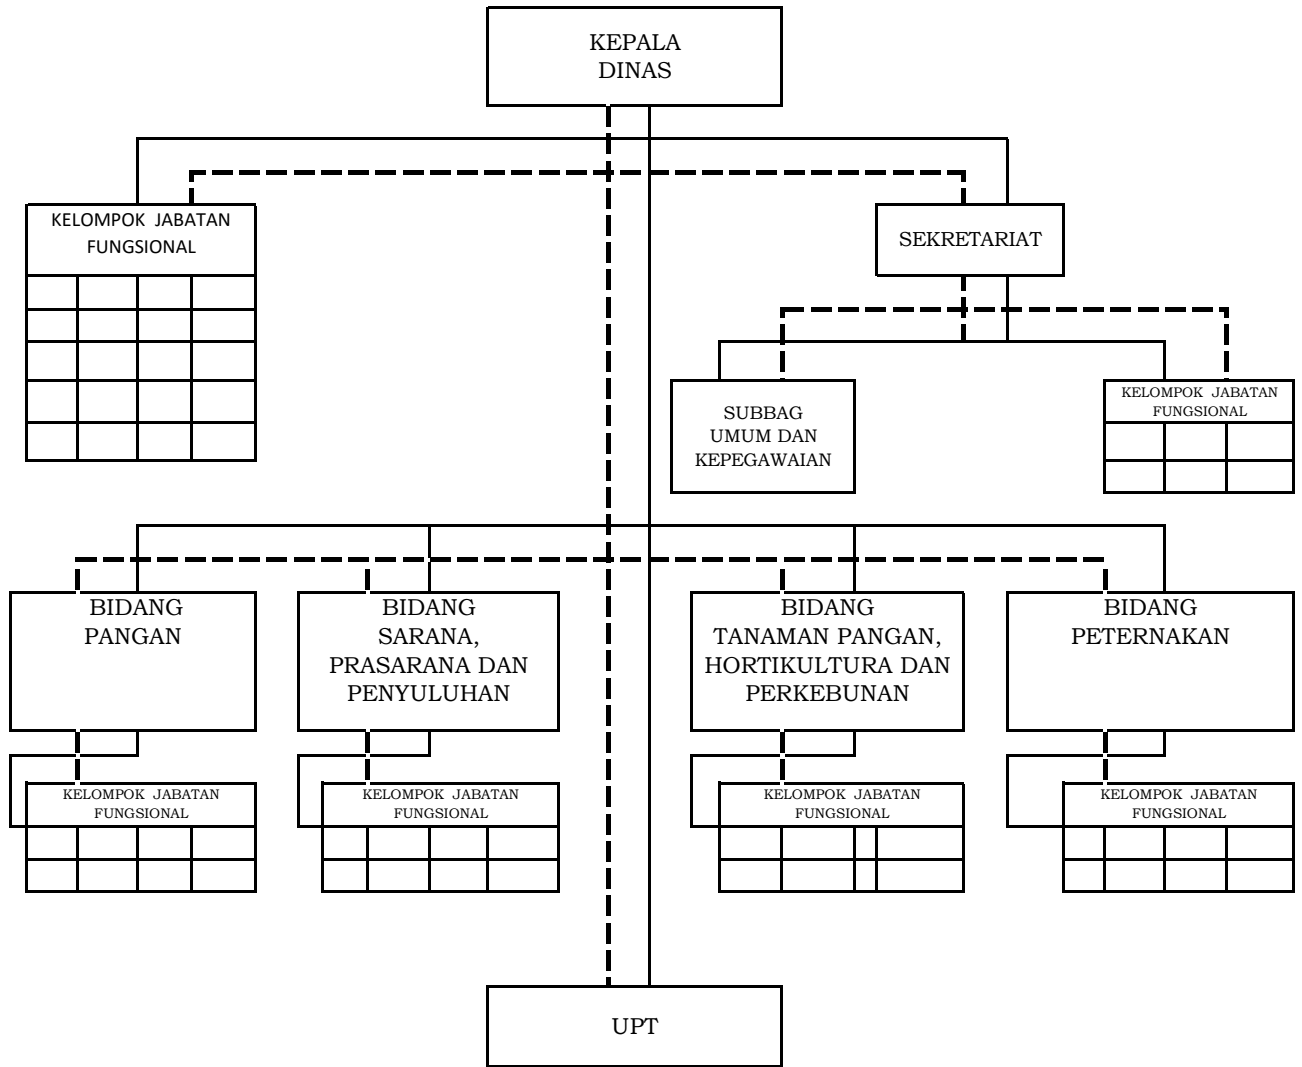 KEPALA
DINAS
KELOMPOK JABATAN
FUNGSIONAL
SEKRETARIAT
SUBBAG
UMUM DAN
KEPEGAWAIAN
KELOMPOK JABATAN
FUNGSIONAL
BIDANG
PANGAN
BIDANG
SARANA,
PRASARANA DAN
PENYULUHAN
BIDANG
TANAMAN PANGAN,
HORTIKULTURA DAN
PERKEBUNAN
BIDANG
PETERNAKAN
KELOMPOK JABATAN
FUNGSIONAL
KELOMPOK JABATAN
FUNGSIONAL
KELOMPOK JABATAN
FUNGSIONAL
KELOMPOK JABATAN
FUNGSIONAL
UPT